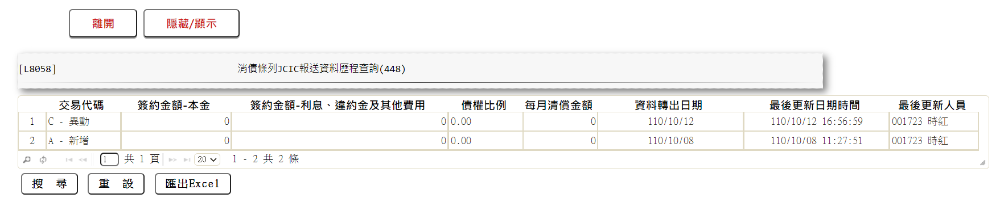 離開 隱藏/顯示
[L8058] 消債條列JCIC報送資料歷程查詢(448)
交易代碼 簽約金額-本金 簽約金額-利息、違約金及其他費用 債權比例 每月清償金額 資料轉出日期 最後更新日期時間 最後更新人員
1 C - 異動 0 0 0.00 0 110/10/12 110/10/12 16:56:59 001723 時紅
2 A - 新增 0 0 0.00 0 110/10/08 110/10/08 11:27:51 001723 時紅
1 共 1 頁 20 1 - 2 共 2 條
搜 尋 重 設 匯出Excel